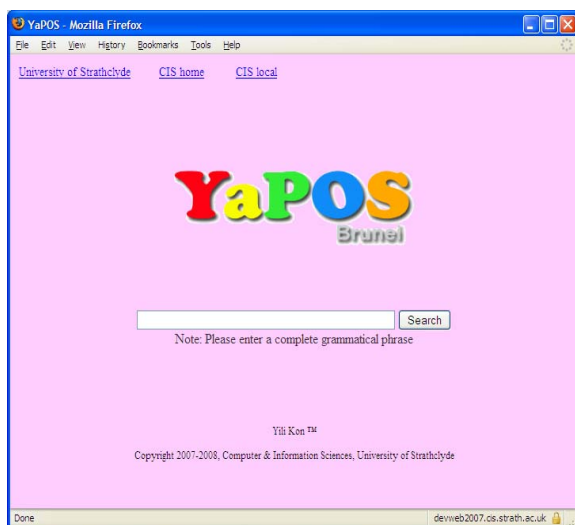 YaPOS - Mozilla Firefox
File Edit View History Bookmarks Tools Help
University of Strathclyde CIS home CIS local
YaPOS
Brunei
Search
Note: Please enter a complete grammatical phrase
Yili Kon ™
Copyright 2007-2008, Computer & Information Sciences, University of Strathclyde
Done devweb2007.cis.strath.ac.uk